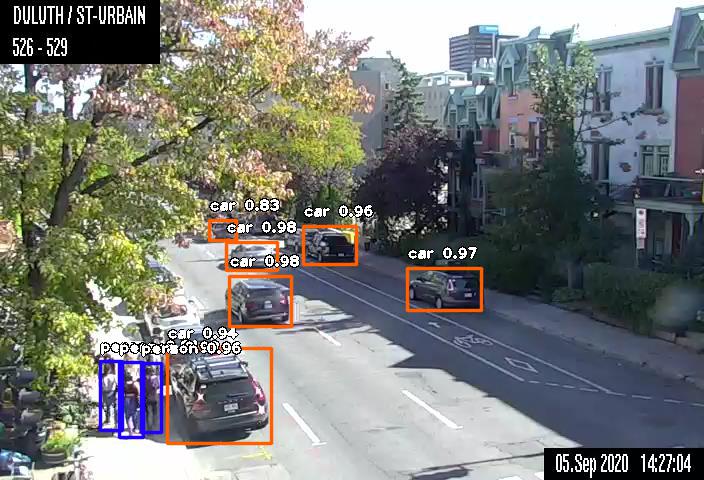 DULUTH / ST-URBAIN
526 - 529
car 0.83
car 0.98
car 0.96
car 0.98
car 0.97
car 0.94
person 0.96
05.Sep 2020 14:27:04